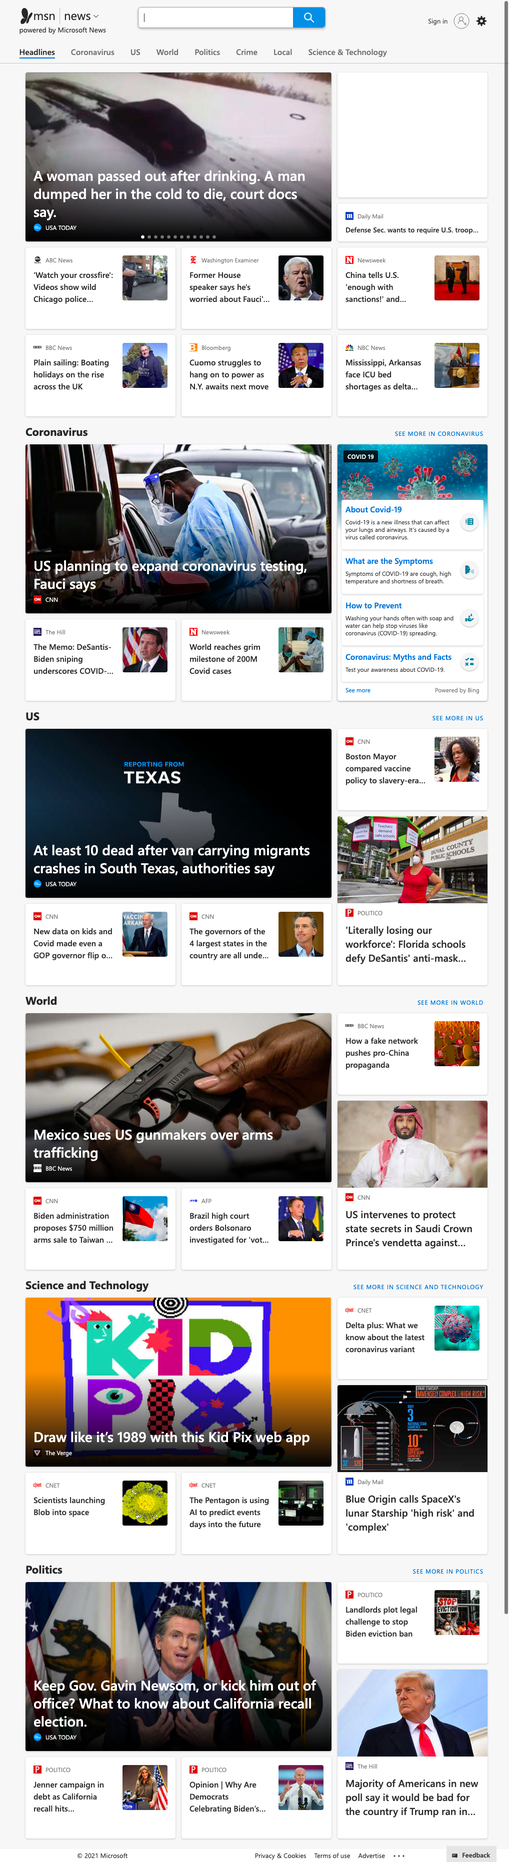 msn | news
powered by Microsoft News
Sign in
Headlines Coronavirus US World Politics Crime Local Science & Technology
A woman passed out after drinking. A man
dumped her in the cold to die, court docs
say.
USA TODAY
Daily Mail
Defense Sec. wants to require U.S. troop...
ABC News
'Watch your crossfire':
Videos show wild
Chicago police...
Washington Examiner
Former House
speaker says he's
worried about Fauci'...
Newsweek
China tells U.S.
'enough with
sanctions!' and...
BBC News
Plain sailing: Boating
holidays on the rise
across the UK
Bloomberg
Cuomo struggles to
hang on to power as
N.Y. awaits next move
NBC News
Mississippi, Arkansas
face ICU bed
shortages as delta...
Coronavirus
SEE MORE IN CORONAVIRUS
US planning to expand coronavirus testing,
Fauci says
CNN
COVID 19
About Covid-19
Covid-19 is a new illness that can affect
your lungs and airways. It's caused by a
virus called coronavirus.
What are the Symptoms
Symptoms of COVID-19 are cough, high
temperature and shortness of breath.
How to Prevent
Washing your hands often with soap and
water can help stop viruses like
coronavirus (COVID-19) spreading.
Coronavirus: Myths and Facts
Test your awareness about COVID-19.
See more
Powered by Bing
The Hill
The Memo: DeSantis-
Biden sniping
underscores COVID-...
Newsweek
World reaches grim
milestone of 200M
Covid cases
US
SEE MORE IN US
REPORTING FROM
TEXAS
At least 10 dead after van carrying migrants
crashes in South Texas, authorities say
USA TODAY
CNN
Boston Mayor
compared vaccine
policy to slavery-era...
DUVAL COUNTY
PUBLIC SCHOOLS
POLITICO
'Literally losing our
workforce': Florida schools
defy DeSantis' anti-mask...
CNN
New data on kids and
Covid made even a
GOP governor flip o...
CNN
The governors of the
4 largest states in the
country are all unde...
World
SEE MORE IN WORLD
Mexico sues US gunmakers over arms
trafficking
BBC News
BBC News
How a fake network
pushes pro-China
propaganda
CNN
US intervenes to protect
state secrets in Saudi Crown
Prince's vendetta against...
CNN
Biden administration
proposes $750 million
arms sale to Taiwan ...
AFP
Brazil high court
orders Bolsonaro
investigated for 'vot...
Science and Technology
SEE MORE IN SCIENCE AND TECHNOLOGY
KID
PIX
Draw like it's 1989 with this Kid Pix web app
The Verge
CNET
Delta plus: What we
know about the latest
coronavirus variant
IMMENSELY COMPLEX & HIGH RISK
3
10+
Daily Mail
Blue Origin calls SpaceX's
lunar Starship 'high risk' and
'complex'
CNET
Scientists launching
Blob into space
CNET
The Pentagon is using
AI to predict events
days into the future
Politics
SEE MORE IN POLITICS
Keep Gov. Gavin Newsom, or kick him out of
office? What to know about California recall
election.
USA TODAY
STOP
EVICTION
POLITICO
Landlords plot legal
challenge to stop
Biden eviction ban
The Hill
Majority of Americans in new
poll say it would be bad for
the country if Trump ran in...
POLITICO
Jenner campaign in
debt as California
recall hits...
POLITICO
Opinion | Why Are
Democrats
Celebrating Biden's...
© 2021 Microsoft
Privacy & Cookies Terms of use Advertise
Feedback